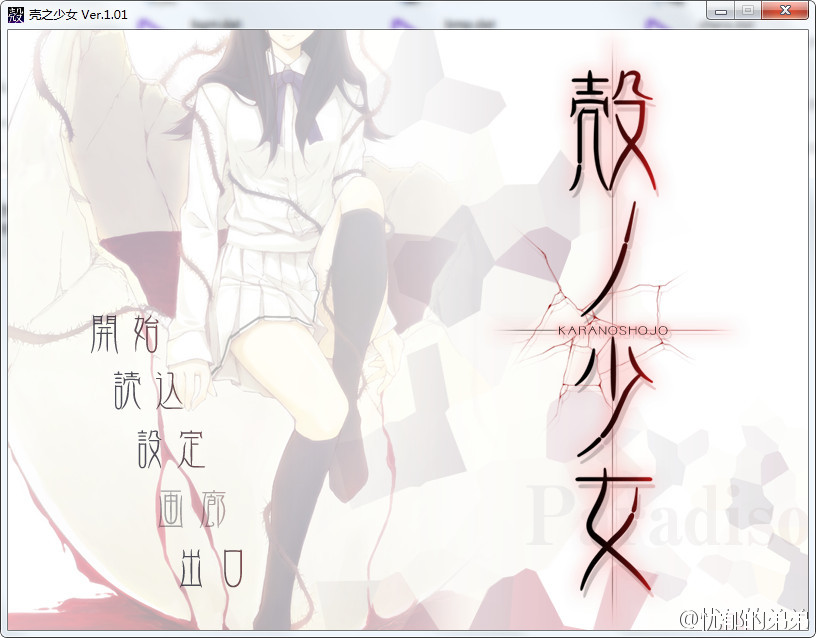 壳之少女 Ver.1.01
殻ノ少女
KARANOSHOJO
開始
読込
設定
画廊
出口
Paradiso
@忧郁的弟弟